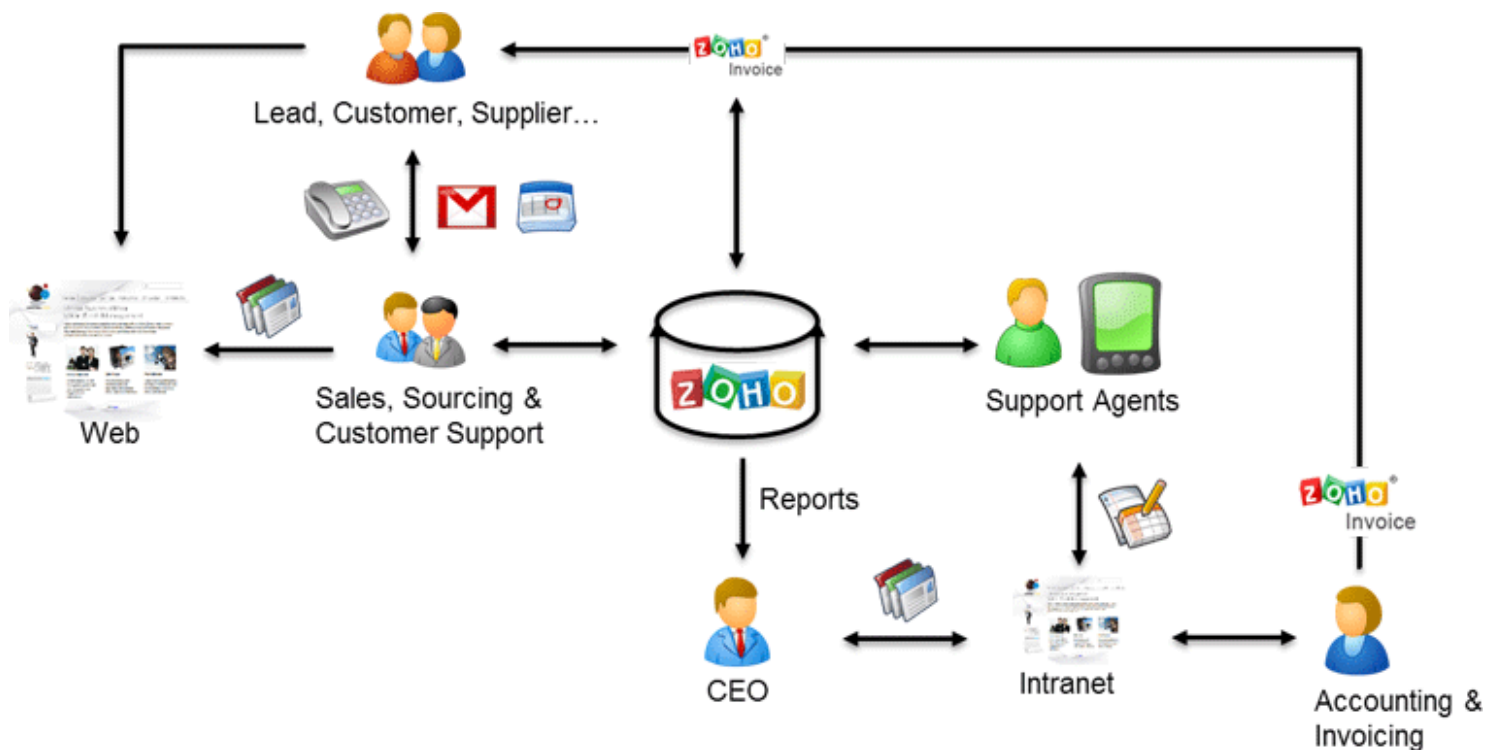 ZOHO®
Invoice
Lead, Customer, Supplier...
Web
Sales, Sourcing &
Customer Support
ZOHO
Support Agents
Reports
ZOHO®
Invoice
CEO
Intranet
Accounting &
Invoicing